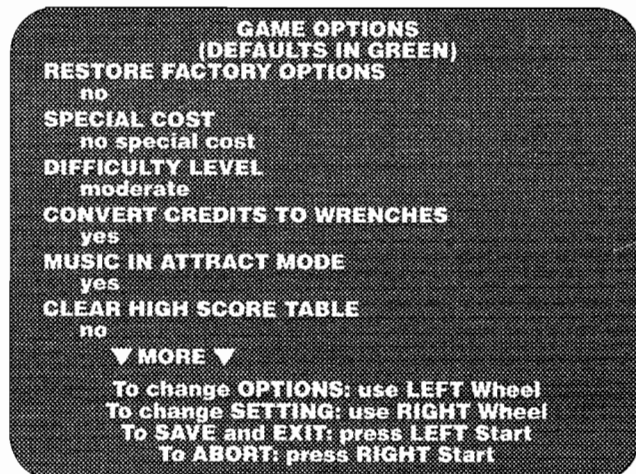 GAME OPTIONS
(DEFAULTS IN GREEN)
RESTORE FACTORY OPTIONS
no
SPECIAL COST
no special cost
DIFFICULTY LEVEL
moderate
CONVERT CREDITS TO WRENCHES
yes
MUSIC IN ATTRACT MODE
yes
CLEAR HIGH SCORE TABLE
no
▼ MORE ▼
To change OPTIONS: use LEFT Wheel
To change SETTING: use RIGHT Wheel
To SAVE and EXIT: press LEFT Start
To ABORT: press RIGHT Start